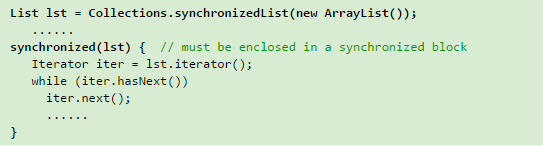 List lst = Collections.synchronizedList(new ArrayList());
   ......
synchronized(lst) {  // must be enclosed in a synchronized block
   Iterator iter = lst.iterator();
   while (iter.hasNext())
     iter.next();
     ......
}